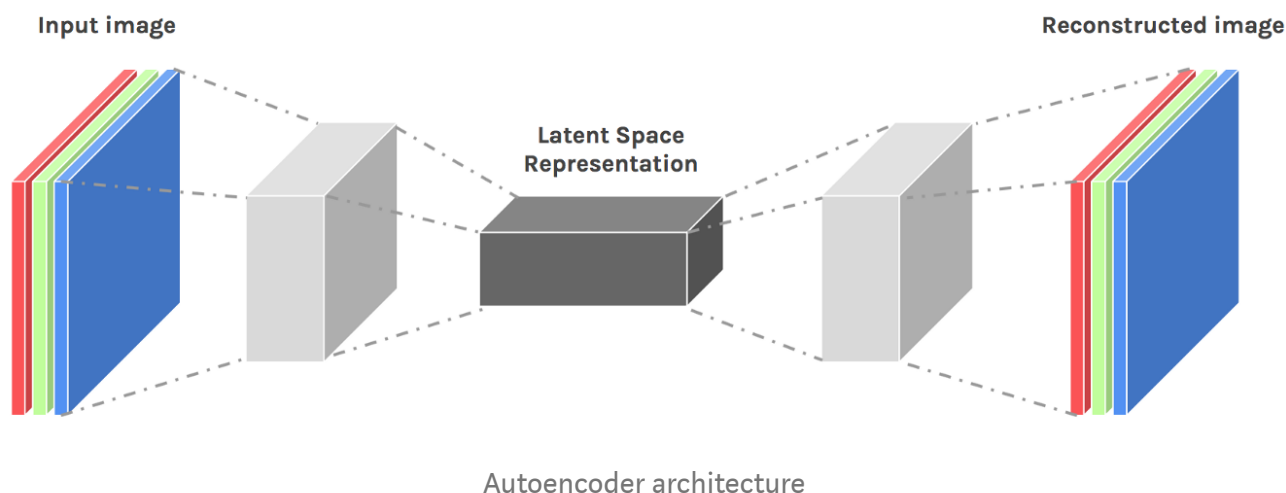 Input image
Reconstructed image
Latent Space
Representation
Autoencoder architecture